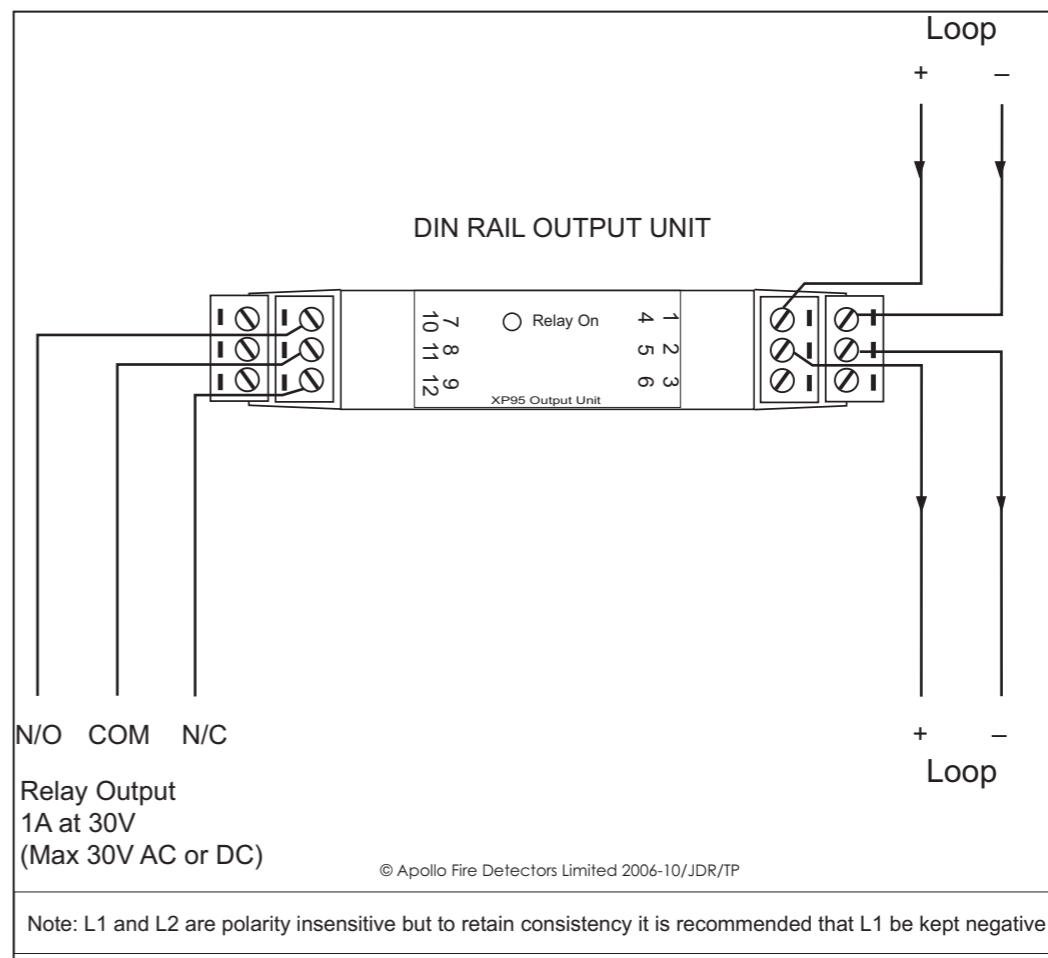 Loop
+ –
DIN RAIL OUTPUT UNIT
7 10
8 11
9 12
Relay On
1 4
2 5
3 6
XP95 Output Unit
N/O COM N/C
+ –
Loop
Relay Output
1A at 30V
(Max 30V AC or DC)
© Apollo Fire Detectors Limited 2006-10/JDR/TP
Note: L1 and L2 are polarity insensitive but to retain consistency it is recommended that L1 be kept negative